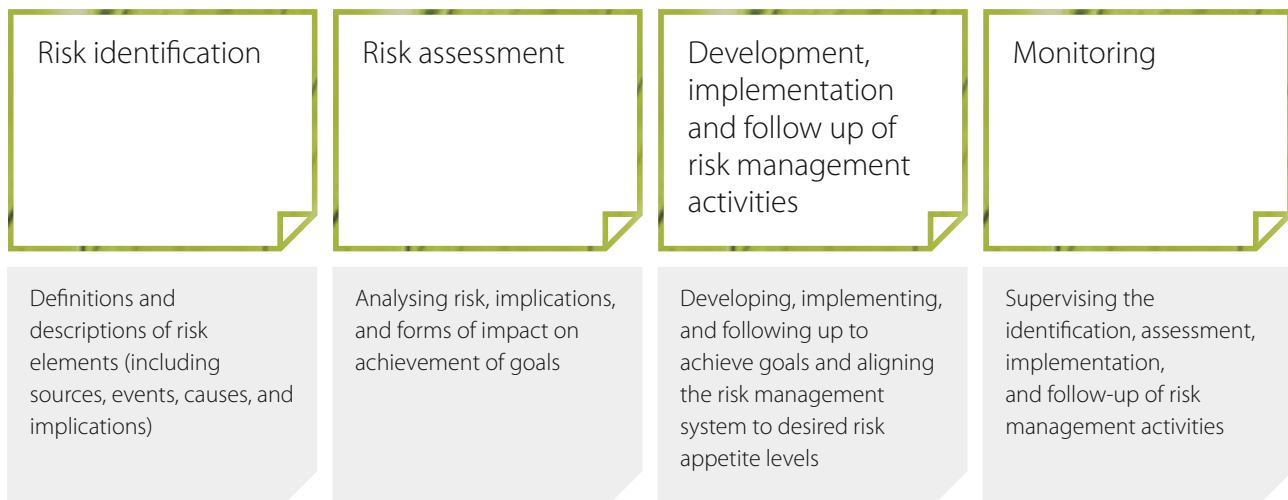 Risk identification
Definitions and
descriptions of risk
elements (including
sources, events, causes, and
implications)
Risk assessment
Analysing risk, implications,
and forms of impact on
achievement of goals
Development,
implementation
and follow up of
risk management
activities
Developing, implementing,
and following up to
achieve goals and aligning
the risk management
system to desired risk
appetite levels
Monitoring
Supervising the
identification, assessment,
implementation,
and follow-up of risk
management activities